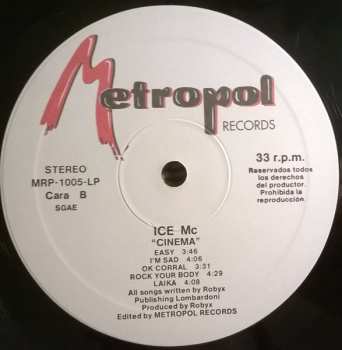 Metropol
RECORDS
STEREO
MRP-1005-LP
Cara B
SGAE
33 r.p.m.
Reservados todos
los derechos
del productor.
Prohibida la
reproducción.
ICE Mc
"CINEMA"
EASY 3:46
I'M SAD 4:06
OK CORRAL 3:31
ROCK YOUR BODY 4:29
LAIKA 4:08
All songs written by Robyx
Publishing Lombardoni
Produced by Robyx
Edited by METROPOL RECORDS